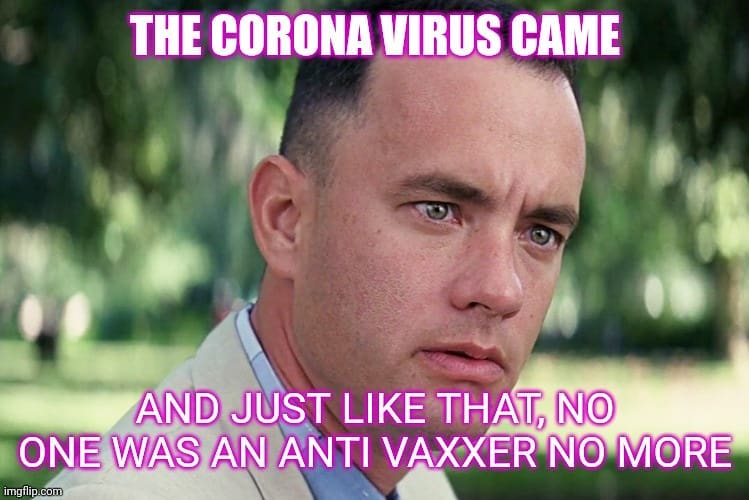 THE CORONA VIRUS CAME
AND JUST LIKE THAT, NO
ONE WAS AN ANTI VAXXER NO MORE
imgflip.com